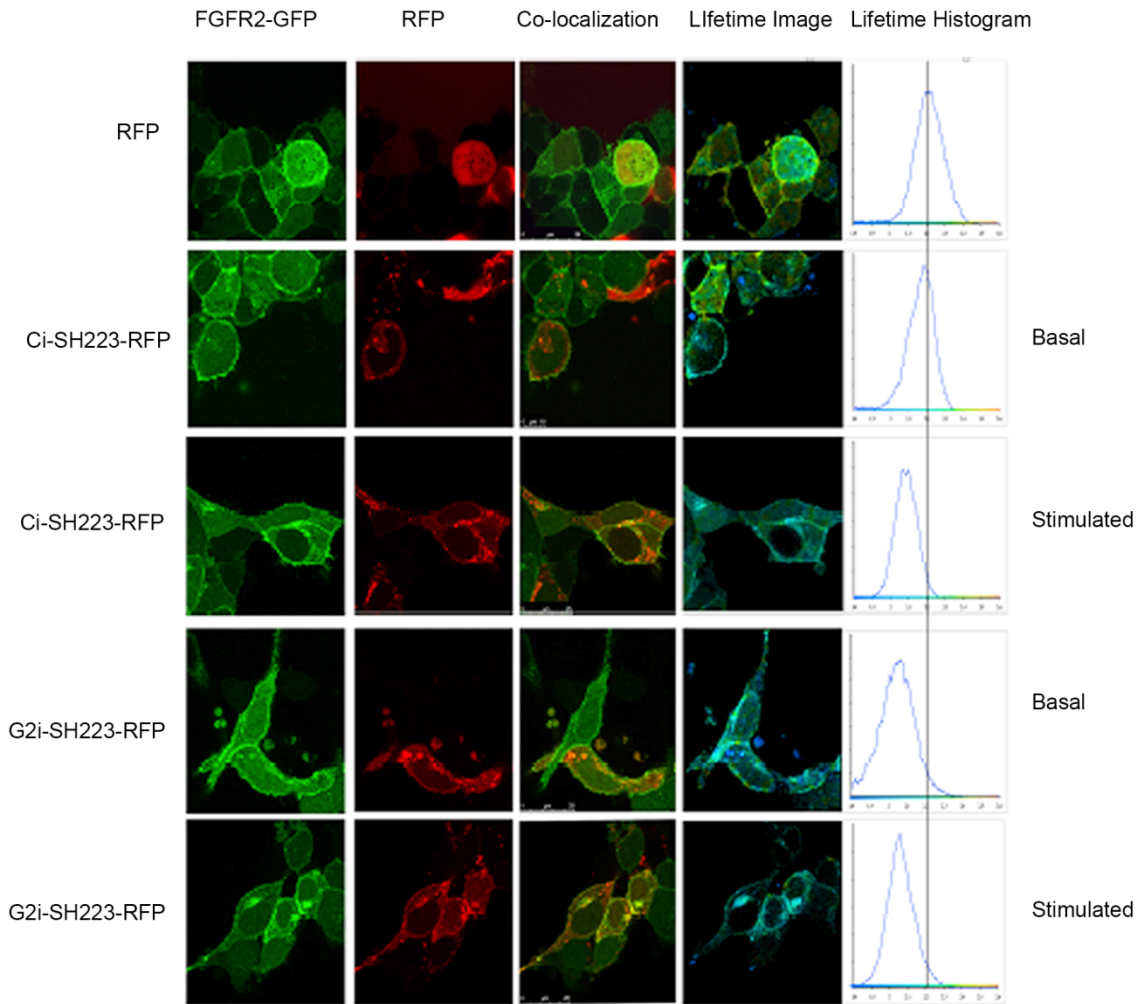 FGFR2-GFP RFP Co-localization LIfetime Image Lifetime Histogram
RFP
Ci-SH223-RFP Basal
Ci-SH223-RFP Stimulated
G2i-SH223-RFP Basal
G2i-SH223-RFP Stimulated